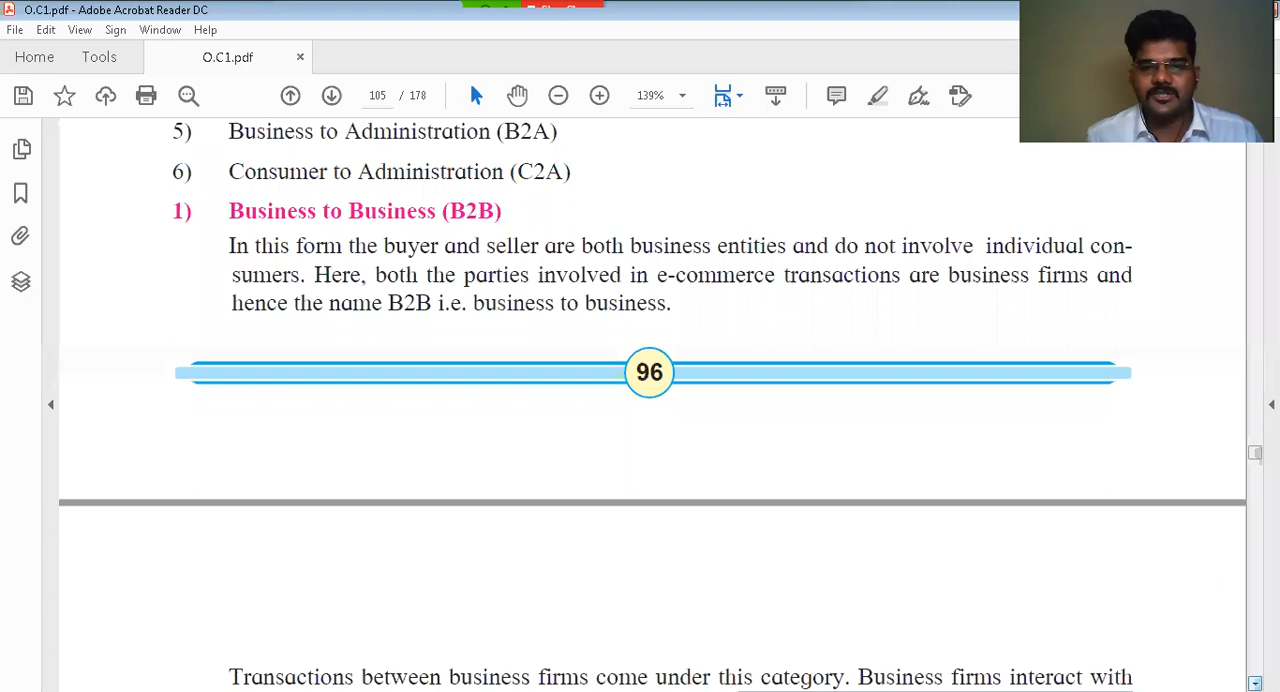 O.C1.pdf - Adobe Acrobat Reader DC
File Edit View Sign Window Help
Home Tools O.C1.pdf ×
105 / 178 139%
5) Business to Administration (B2A)
6) Consumer to Administration (C2A)
1) Business to Business (B2B)
In this form the buyer and seller are both business entities and do not involve individual con-
sumers. Here, both the parties involved in e-commerce transactions are business firms and
hence the name B2B i.e. business to business.
96
Transactions between business firms come under this category. Business firms interact with